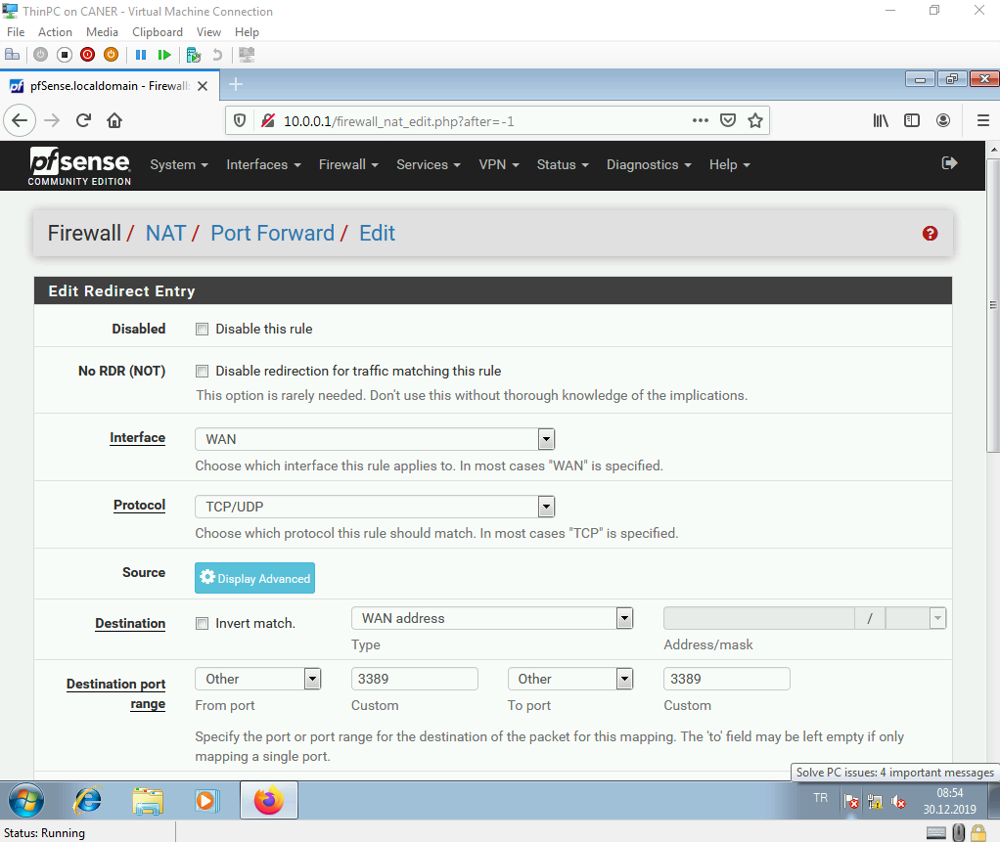 ThinPC on CANER - Virtual Machine Connection
File Action Media Clipboard View Help
pfSense.localdomain - Firewall:
10.0.0.1/firewall_nat_edit.php?after=-1
pfsense
COMMUNITY EDITION
System Interfaces Firewall Services VPN Status Diagnostics Help
Firewall / NAT / Port Forward / Edit
Edit Redirect Entry
Disabled Disable this rule
No RDR (NOT) Disable redirection for traffic matching this rule
This option is rarely needed. Don't use this without thorough knowledge of the implications.
Interface WAN
Choose which interface this rule applies to. In most cases "WAN" is specified.
Protocol TCP/UDP
Choose which protocol this rule should match. In most cases "TCP" is specified.
Source Display Advanced
Destination Invert match. WAN address /
Type Address/mask
Destination port range Other 3389 Other 3389
From port Custom To port Custom
Specify the port or port range for the destination of the packet for this mapping. The 'to' field may be left empty if only
mapping a single port.
Solve PC issues: 4 important messages
TR 08:54
30.12.2019
Status: Running